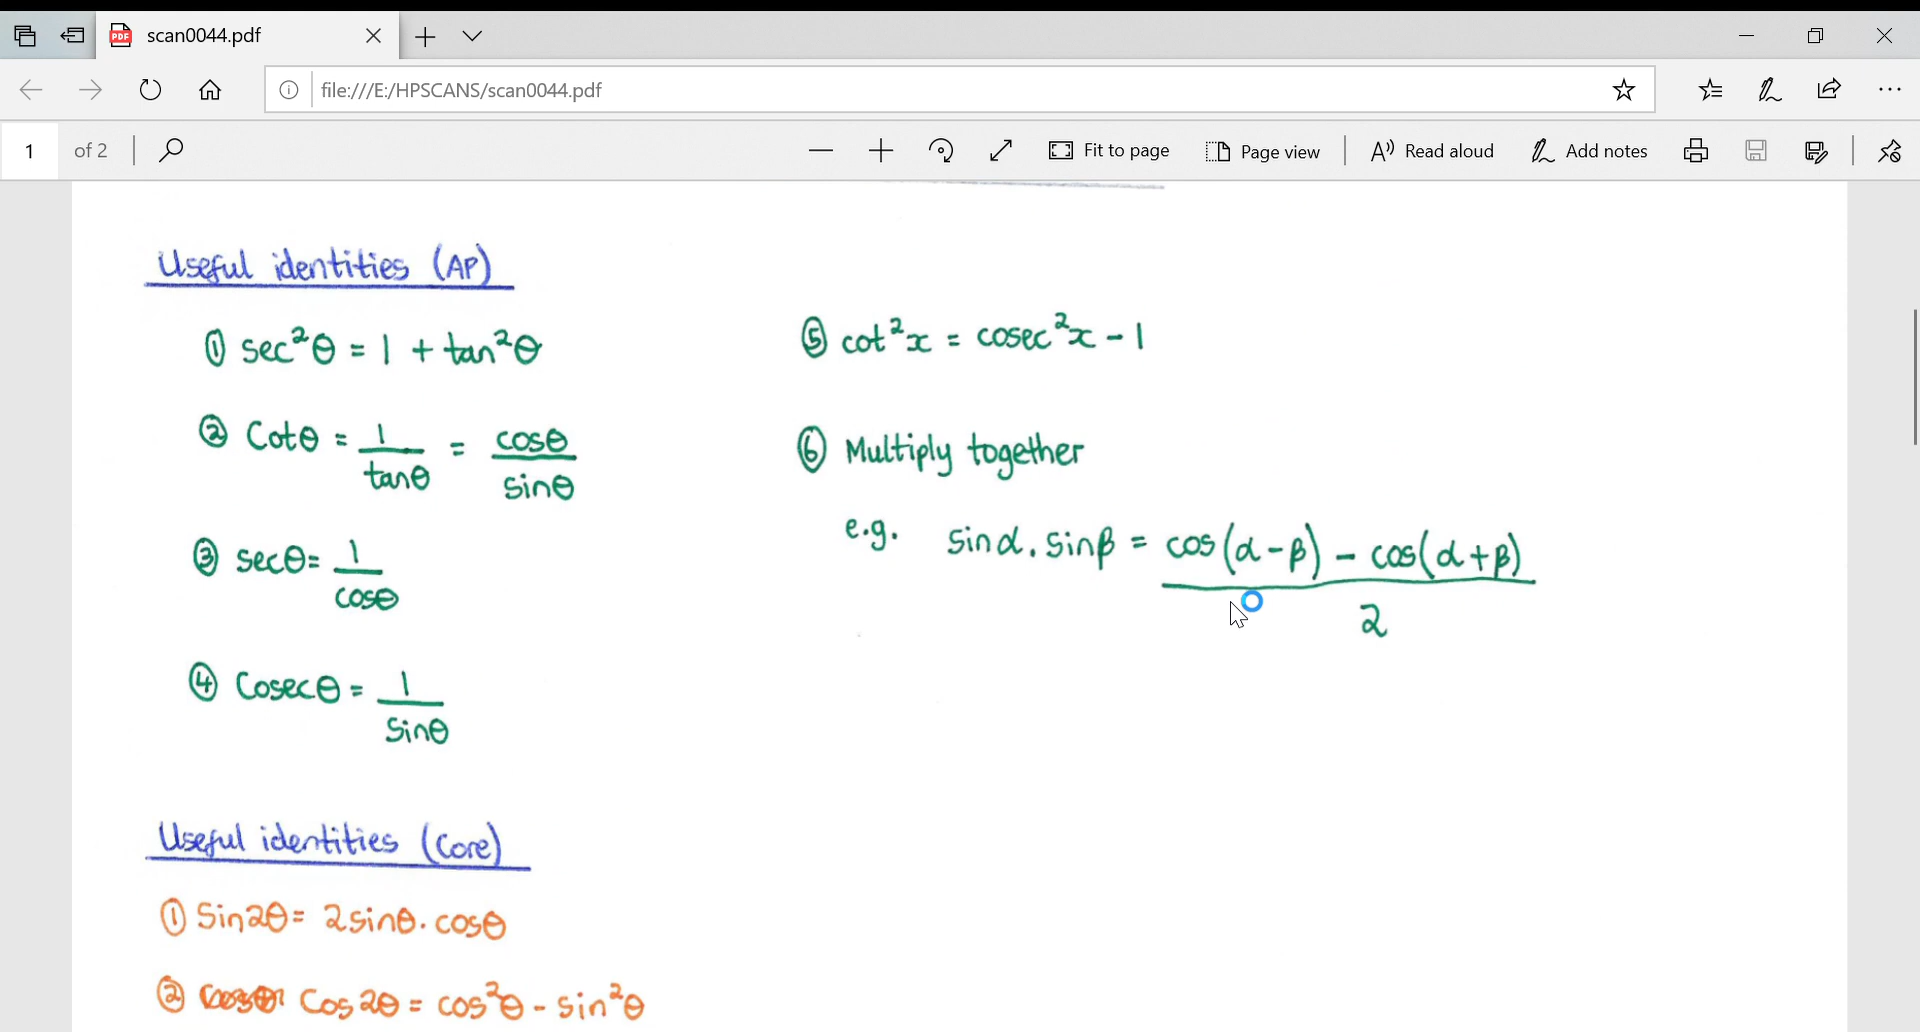 scan0044.pdf
file:///E:/HPSCANS/scan0044.pdf
1 of 2
Fit to page
Page view
Read aloud
Add notes
Useful identities (AP)
① sec²θ = 1 + tan²θ
② Cotθ = 1/tanθ = cosθ/sinθ
③ secθ = 1/cosθ
④ Cosecθ = 1/sinθ
⑤ cot²x = cosec²x - 1
⑥ Multiply together
e.g. sinα.sinβ = cos(α-β) - cos(α+β) / 2
Useful identities (Core)
① Sin2θ = 2sinθ.cosθ
② Cos2θ = cos²θ - sin²θ